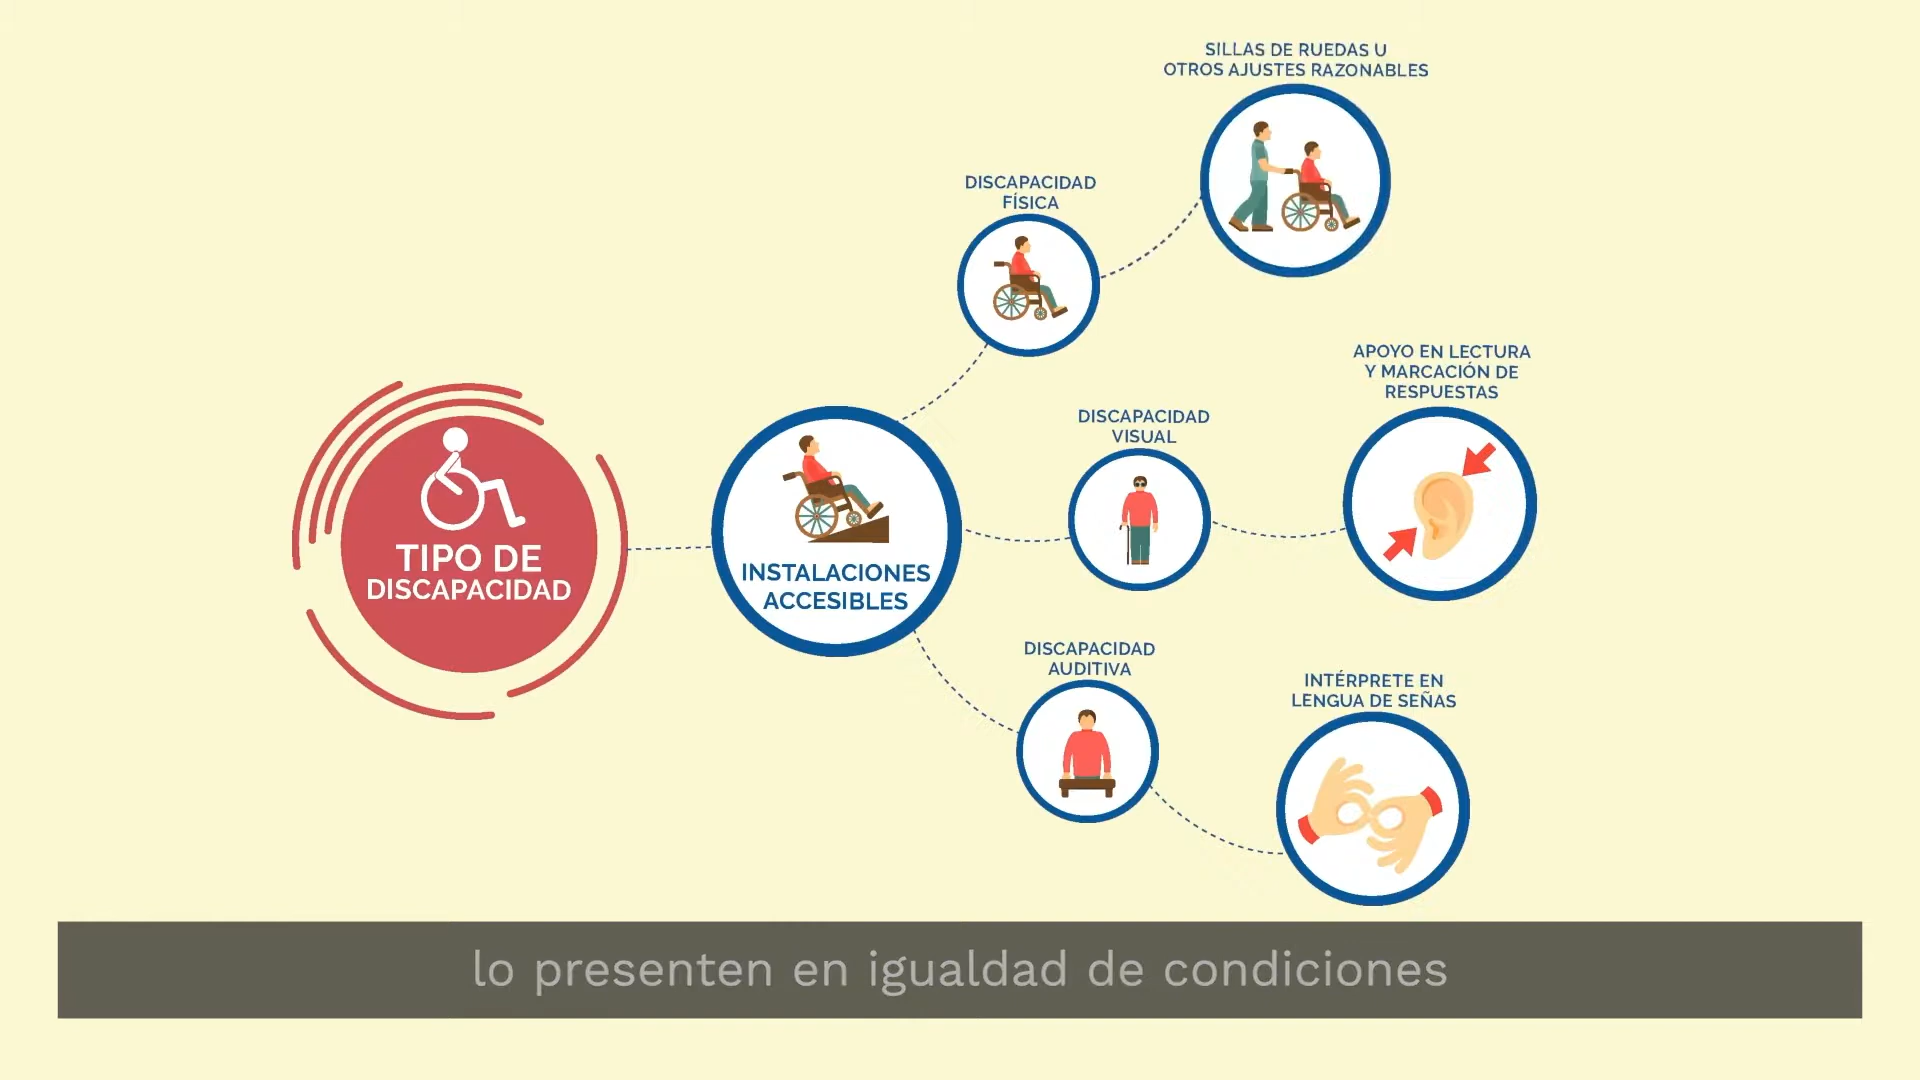 TIPO DE
DISCAPACIDAD
INSTALACIONES
ACCESIBLES
DISCAPACIDAD
FÍSICA
SILLAS DE RUEDAS U
OTROS AJUSTES RAZONABLES
DISCAPACIDAD
VISUAL
APOYO EN LECTURA
Y MARCACIÓN DE
RESPUESTAS
DISCAPACIDAD
AUDITIVA
INTÉRPRETE EN
LENGUA DE SEÑAS
lo presenten en igualdad de condiciones